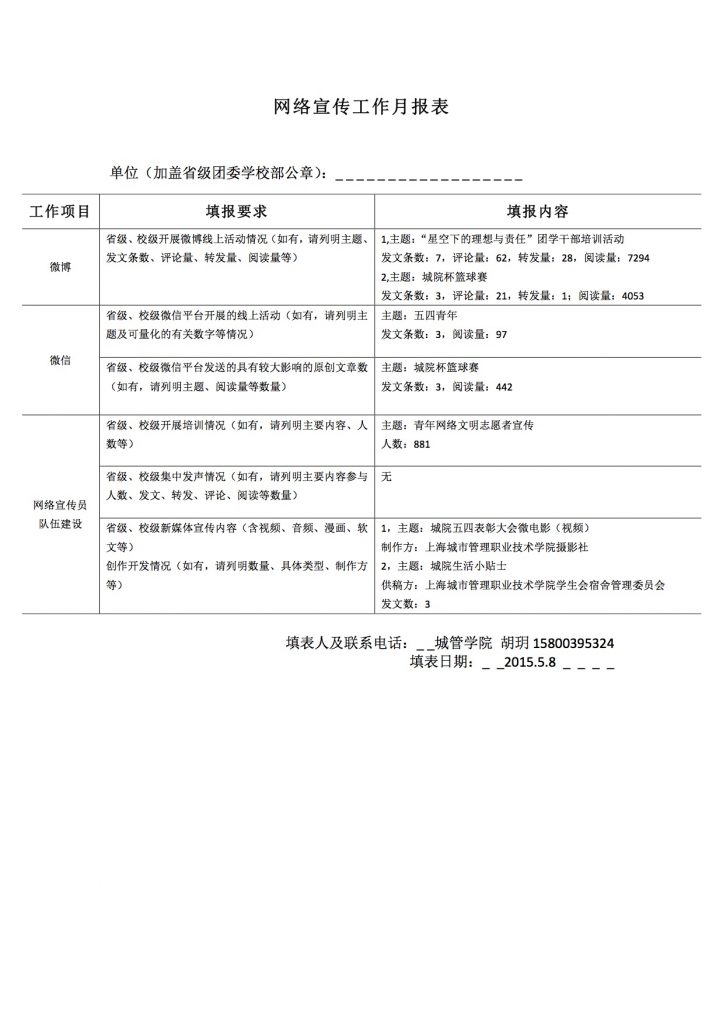 网络宣传工作月报表
单位（加盖省级团委学校部公章）：_ _ _ _ _ _ _ _ _ _ _ _ _ _ _ _ _ _
工作项目 填报要求 填报内容
微博
省级、校级开展微博线上活动情况（如有，请列明主题、
发文条数、评论量、转发量、阅读量等）
1,主题：“星空下的理想与责任”团学干部培训活动
发文条数：7，评论量：62，转发量：28，阅读量：7294
2,主题：城院杯篮球赛
发文条数：3，评论量：21，转发量：1；阅读量：4053
微信
省级、校级微信平台开展的线上活动（如有，请列明主
题及可量化的有关数字等情况）
主题：五四青年
发文条数：3，阅读量：97
省级、校级微信平台发送的具有较大影响的原创文章数
（如有，请列明主题、阅读量等数量）
主题：城院杯篮球赛
发文条数：3，阅读量：442
网络宣传员
队伍建设
省级、校级开展培训情况（如有，请列明主要内容、人
数等）
主题：青年网络文明志愿者宣传
人数：881
省级、校级集中发声情况（如有，请列明主要内容参与
人数、发文、转发、评论、阅读等数量）
无
省级、校级新媒体宣传内容（含视频、音频、漫画、软
文等）
创作开发情况（如有，请列明数量、具体类型、制作方
等）
1，主题：城院五四表彰大会微电影（视频）
制作方：上海城市管理职业技术学院摄影社
2，主题：城院生活小贴士
供稿方：上海城市管理职业技术学院学生会宿舍管理委员会
发文数：3
填表人及联系电话：_ _城管学院 胡玥 15800395324
填表日期：_ _2015.5.8 _ _ _ _